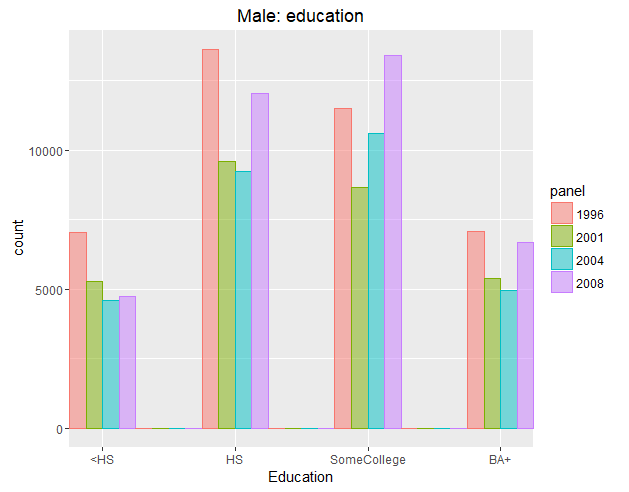 Male: education
count
10000
5000
0
<HS HS SomeCollege BA+
Education
panel
1996
2001
2004
2008